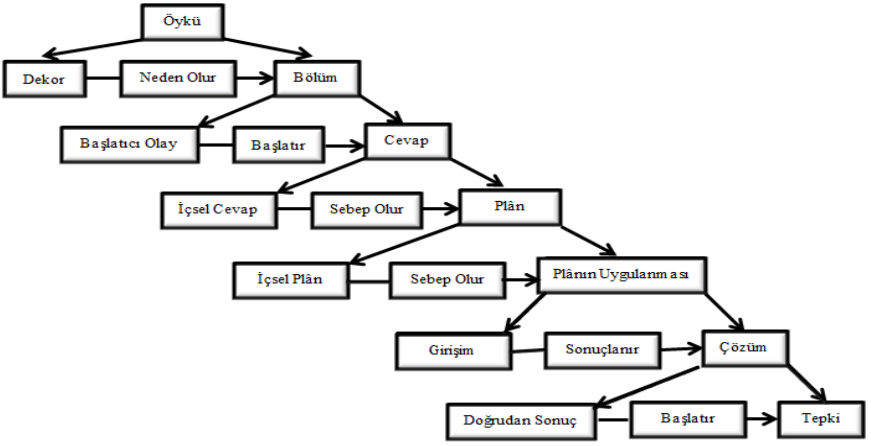 Öykü
Dekor
Neden Olur
Bölüm
Başlatıcı Olay
Başlatır
Cevap
İçsel Cevap
Sebep Olur
Plân
İçsel Plân
Sebep Olur
Plânın Uygulanması
Girişim
Sonuçlanır
Çözüm
Doğrudan Sonuç
Başlatır
Tepki